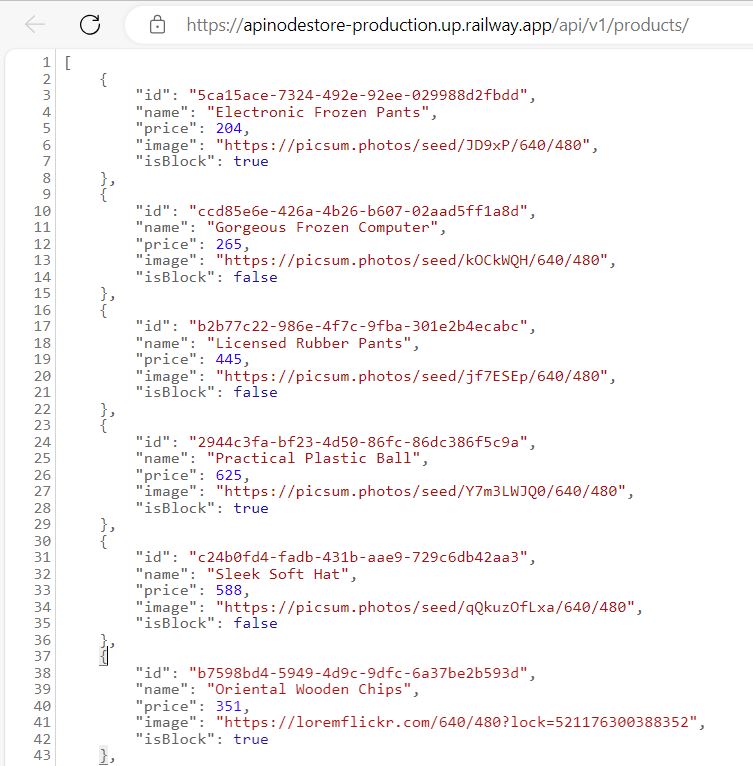 https://apinodestore-production.up.railway.app/api/v1/products/
1 [
2 {
3 "id": "5ca15ace-7324-492e-92ee-029988d2fbdd",
4 "name": "Electronic Frozen Pants",
5 "price": 204,
6 "image": "https://picsum.photos/seed/JD9xP/640/480",
7 "isBlock": true
8 },
9 {
10 "id": "ccd85e6e-426a-4b26-b607-02aad5ff1a8d",
11 "name": "Gorgeous Frozen Computer",
12 "price": 265,
13 "image": "https://picsum.photos/seed/kOCkWQH/640/480",
14 "isBlock": false
15 },
16 {
17 "id": "b2b77c22-986e-4f7c-9fba-301e2b4ecabc",
18 "name": "Licensed Rubber Pants",
19 "price": 445,
20 "image": "https://picsum.photos/seed/jf7ESEp/640/480",
21 "isBlock": false
22 },
23 {
24 "id": "2944c3fa-bf23-4d50-86fc-86dc386f5c9a",
25 "name": "Practical Plastic Ball",
26 "price": 625,
27 "image": "https://picsum.photos/seed/Y7m3LWJQ0/640/480",
28 "isBlock": true
29 },
30 {
31 "id": "c24b0fd4-fadb-431b-aae9-729c6db42aa3",
32 "name": "Sleek Soft Hat",
33 "price": 588,
34 "image": "https://picsum.photos/seed/qQkuzOfLxa/640/480",
35 "isBlock": false
36 },
37 {
38 "id": "b7598bd4-5949-4d9c-9dfc-6a37be2b593d",
39 "name": "Oriental Wooden Chips",
40 "price": 351,
41 "image": "https://loremflickr.com/640/480?lock=521176300388352",
42 "isBlock": true
43 },